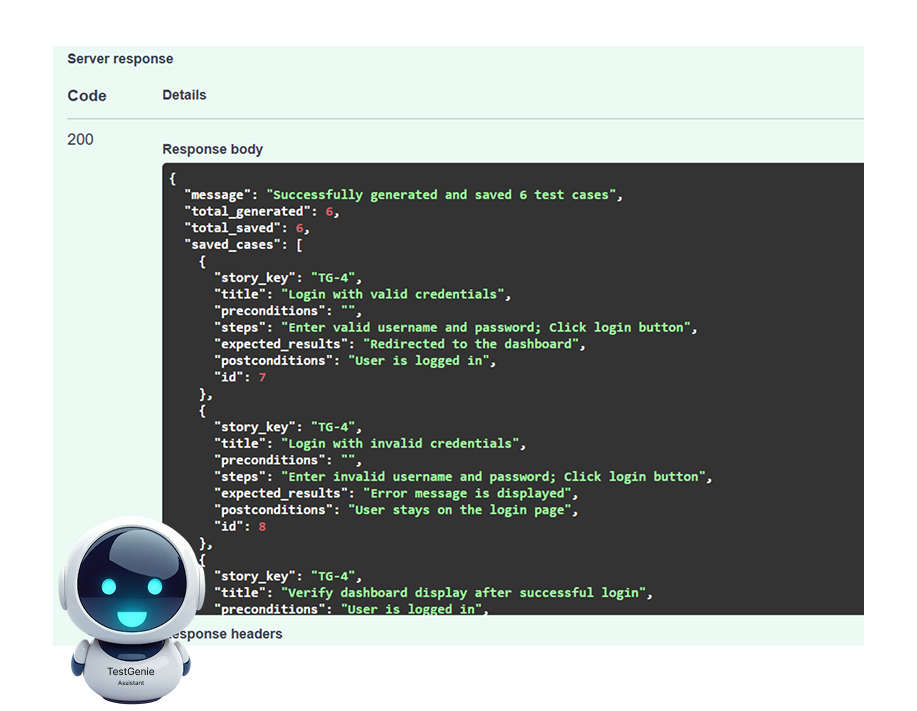 Server response
Code Details
200
Response body
{
  "message": "Successfully generated and saved 6 test cases",
  "total_generated": 6,
  "total_saved": 6,
  "saved_cases": [
    {
      "story_key": "TG-4",
      "title": "Login with valid credentials",
      "preconditions": "",
      "steps": "Enter valid username and password; Click login button",
      "expected_results": "Redirected to the dashboard",
      "postconditions": "User is logged in",
      "id": 7
    },
    {
      "story_key": "TG-4",
      "title": "Login with invalid credentials",
      "preconditions": "",
      "steps": "Enter invalid username and password; Click login button",
      "expected_results": "Error message is displayed",
      "postconditions": "User stays on the login page",
      "id": 8
    },
    {
      "story_key": "TG-4",
      "title": "Verify dashboard display after successful login",
      "preconditions": "User is logged in",
Response headers
TestGenie
Assistant